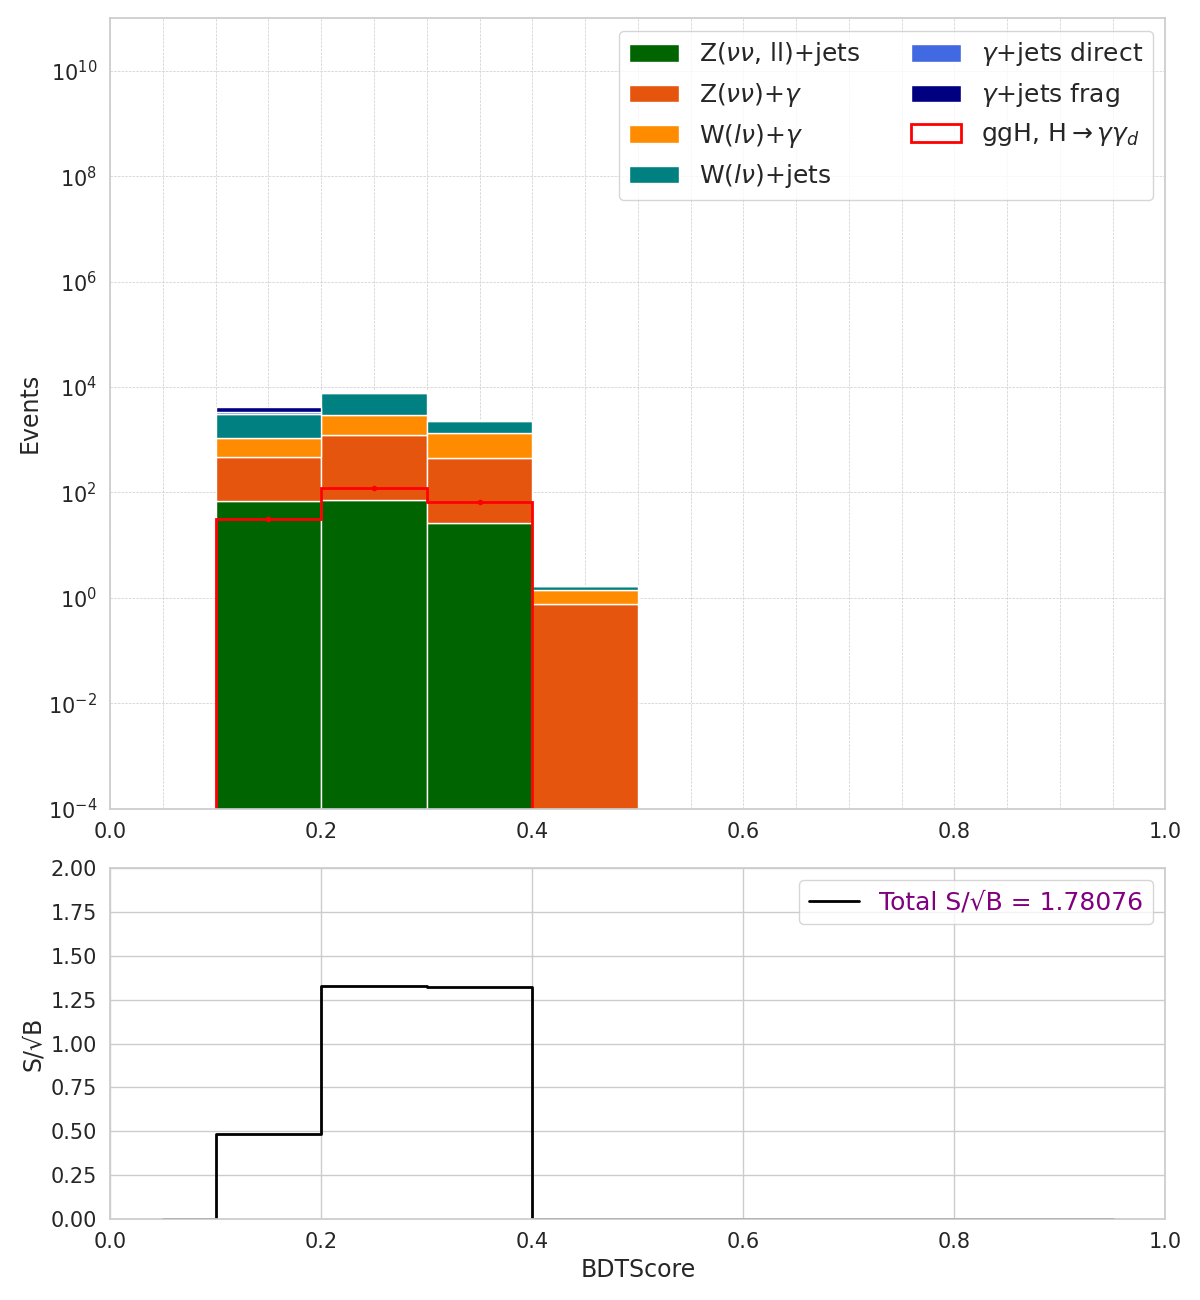 Z(νν, ll)+jets
Z(νν)+γ
W(lν)+γ
W(lν)+jets
γ+jets direct
γ+jets frag
ggH, H→γγ_d
Events
10^10
10^8
10^6
10^4
10^2
10^0
10^−2
10^−4
0.0 0.2 0.4 0.6 0.8 1.0
Total S/√B = 1.78076
S/√B
2.00
1.75
1.50
1.25
1.00
0.75
0.50
0.25
0.00
0.0 0.2 0.4 0.6 0.8 1.0
BDTScore